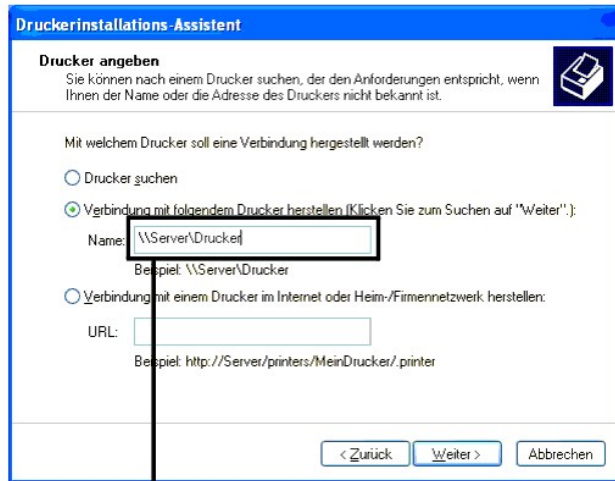 Druckerinstallations-Assistent
Drucker angeben
Sie können nach einem Drucker suchen, der den Anforderungen entspricht, wenn
Ihnen der Name oder die Adresse des Druckers nicht bekannt ist.
Mit welchem Drucker soll eine Verbindung hergestellt werden?
Drucker suchen
Verbindung mit folgendem Drucker herstellen (Klicken Sie zum Suchen auf "Weiter".):
Name: \\Server\Drucker
Beispiel: \\Server\Drucker
Verbindung mit einem Drucker im Internet oder Heim-/Firmennetzwerk herstellen:
URL:
Beispiel: http://Server/printers/MeinDrucker/.printer
< Zurück Weiter > Abbrechen